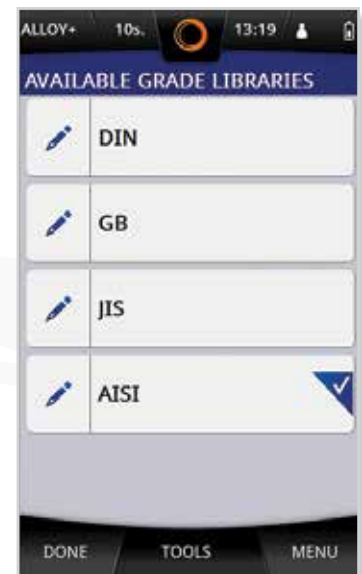 ALLOY+ 10s. 13:19
AVAILABLE GRADE LIBRARIES
DIN
GB
JIS
AISI
DONE TOOLS MENU